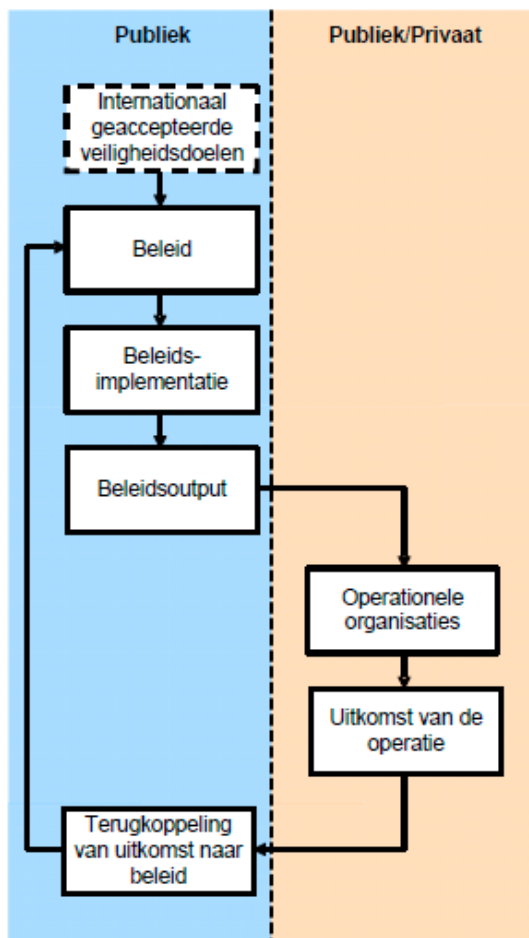 Publiek
Publiek/Privaat
Internationaal
geaccepteerde
veiligheidsdoelen
Beleid
Beleids-
implementatie
Beleidsoutput
Operationele
organisaties
Uitkomst van de
operatie
Terugkoppeling
van uitkomst naar
beleid